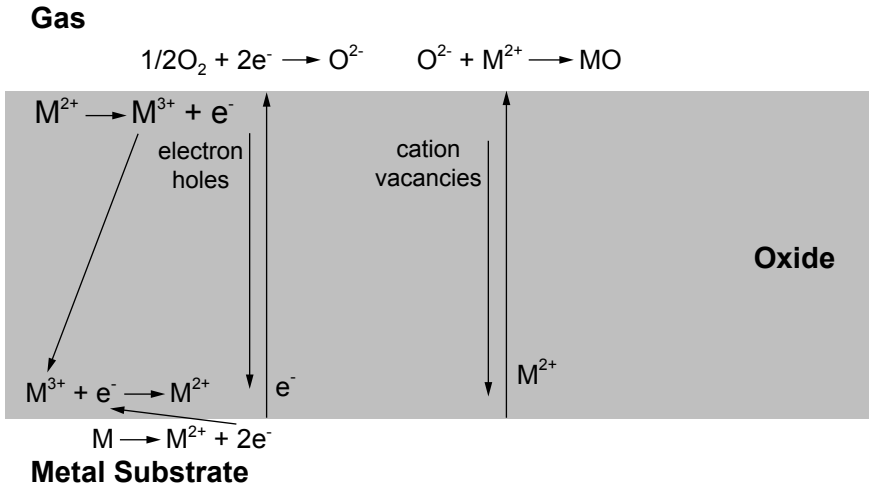 Gas
1/2O₂ + 2e⁻ → O²⁻
O²⁻ + M²⁺ → MO
M²⁺ → M³⁺ + e⁻
electron
holes
cation
vacancies
Oxide
M³⁺ + e⁻ → M²⁺
e⁻
M²⁺
M → M²⁺ + 2e⁻
Metal Substrate